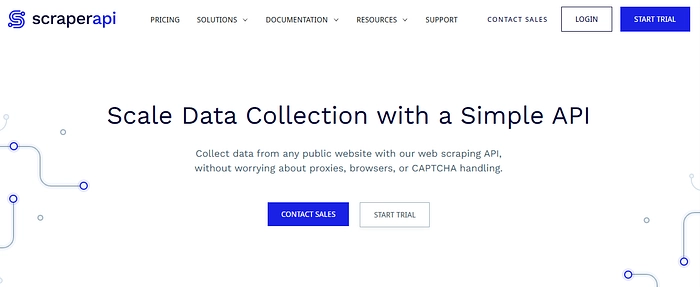 scraperapi PRICING SOLUTIONS DOCUMENTATION RESOURCES SUPPORT CONTACT SALES LOGIN START TRIAL
Scale Data Collection with a Simple API
Collect data from any public website with our web scraping API,
without worrying about proxies, browsers, or CAPTCHA handling.
CONTACT SALES START TRIAL